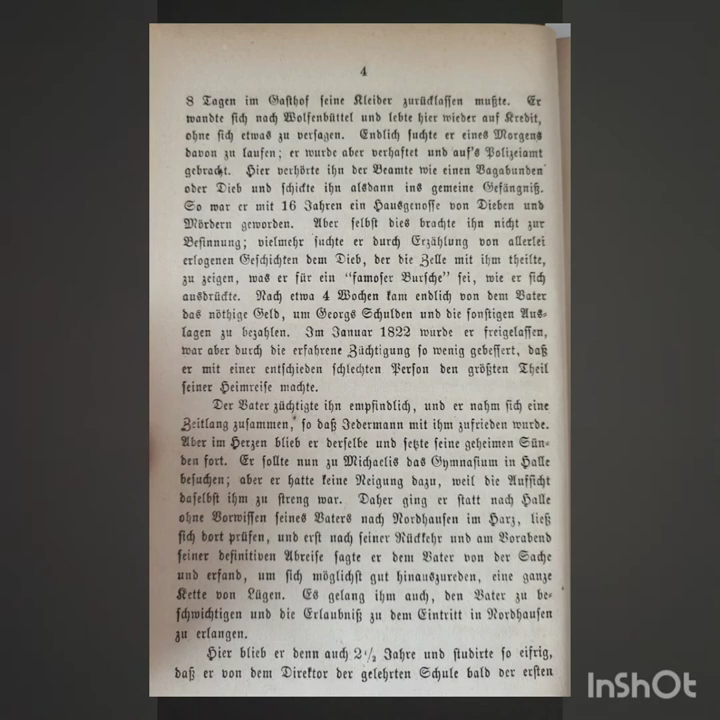 4
8 Tagen im Gasthof seine Kleider zurücklassen mußte. Er
wandte sich nach Wolfenbüttel und lebte hier wieder auf Kredit,
ohne sich etwas zu versagen. Endlich suchte er eines Morgens
davon zu laufen; er wurde aber verhaftet und auf's Polizeiamt
gebracht. Hier verhörte ihn der Beamte wie einen Vagabunden
oder Dieb und schickte ihn alsdann ins gemeine Gefängniß.
So war er mit 16 Jahren ein Hausgenosse von Dieben und
Mördern geworden. Aber selbst dies brachte ihn nicht zur
Besinnung; vielmehr suchte er durch Erzählung von allerlei
erlogenen Geschichten dem Dieb, der die Zelle mit ihm theilte,
zu zeigen, was er für ein "famoser Bursche" sei, wie er sich
ausdrückte. Nach etwa 4 Wochen kam endlich von dem Vater
das nöthige Geld, um Georgs Schulden und die sonstigen Aus-
lagen zu bezahlen. Im Januar 1822 wurde er freigelassen,
war aber durch die erfahrene Züchtigung so wenig gebessert, daß
er mit einer entschieden schlechten Person den größten Theil
seiner Heimreise machte.
Der Vater züchtigte ihn empfindlich, und er nahm sich eine
Zeitlang zusammen, so daß Jedermann mit ihm zufrieden wurde.
Aber im Herzen blieb er derselbe und setzte seine geheimen Sün-
den fort. Er sollte nun zu Michaelis das Gymnasium in Halle
besuchen; aber er hatte keine Neigung dazu, weil die Aufsicht
daselbst ihm zu streng war. Daher ging er statt nach Halle
ohne Vorwissen seines Vaters nach Nordhausen im Harz, ließ
sich dort prüfen, und erst nach seiner Rückkehr und am Vorabend
seiner definitiven Abreise sagte er dem Vater von der Sache
und erfand, um sich möglichst gut hinauszureden, eine ganze
Kette von Lügen. Es gelang ihm auch, den Vater zu be-
schwichtigen und die Erlaubniß zu dem Eintritt in Nordhausen
zu erlangen.
Hier blieb er denn auch 2 1/2 Jahre und studirte so eifrig,
daß er von dem Direktor der gelehrten Schule bald der ersten
InShOt